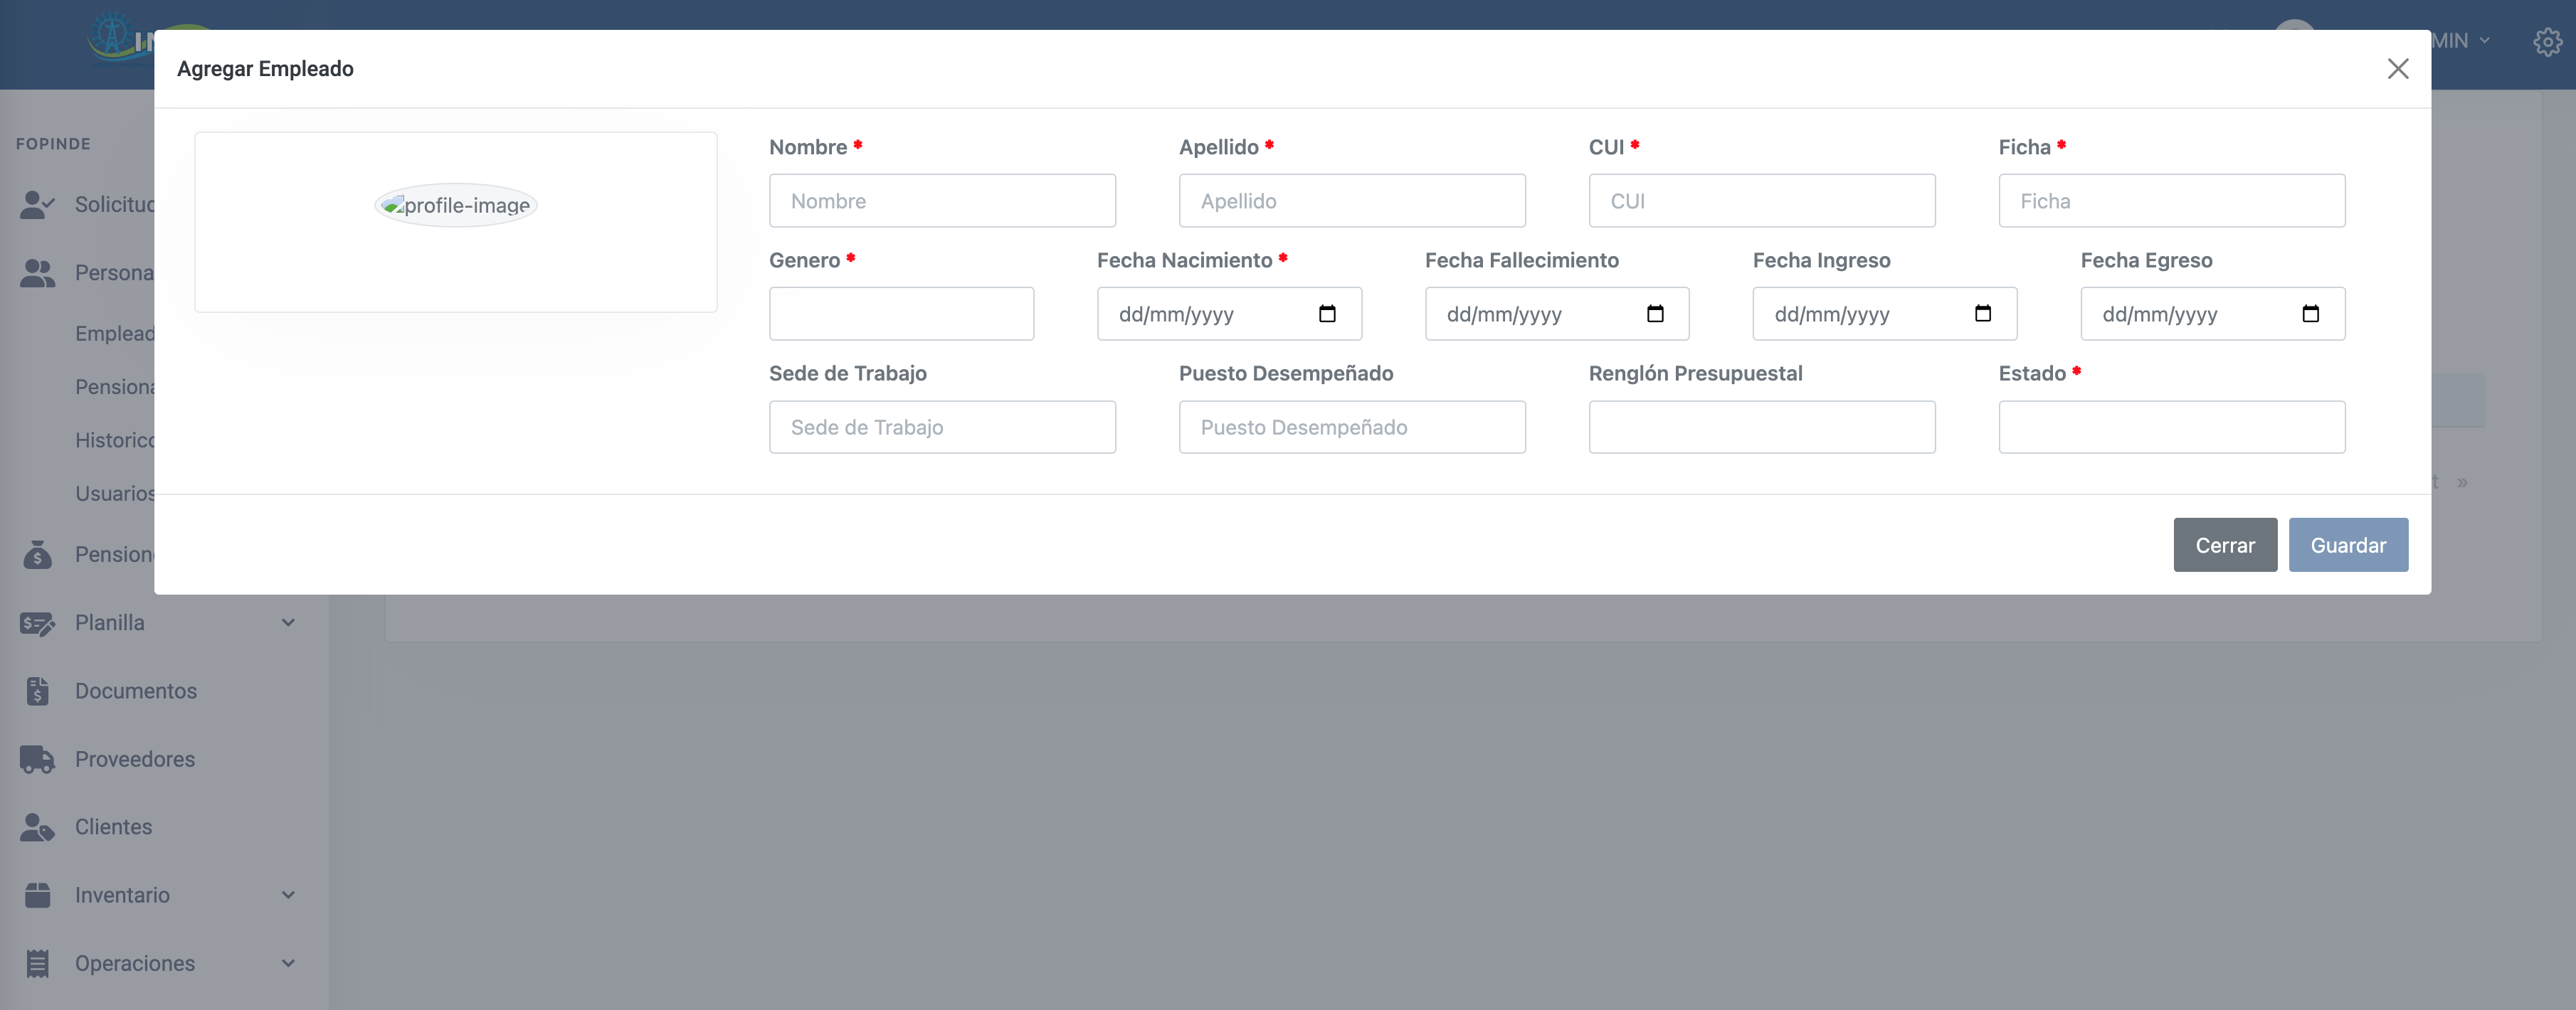 MIN
Agregar Empleado
FOPINDE
profile-image
Nombre *
Apellido *
CUI *
Ficha *
Nombre
Apellido
CUI
Ficha
Genero *
Fecha Nacimiento *
Fecha Fallecimiento
Fecha Ingreso
Fecha Egreso
dd/mm/yyyy
dd/mm/yyyy
dd/mm/yyyy
dd/mm/yyyy
Sede de Trabajo
Puesto Desempeñado
Renglón Presupuestal
Estado *
Sede de Trabajo
Puesto Desempeñado
Cerrar
Guardar
Solicitud
Persona
Emplead
Pensiona
Historico
Usuarios
Pension
Planilla
Documentos
Proveedores
Clientes
Inventario
Operaciones
t »